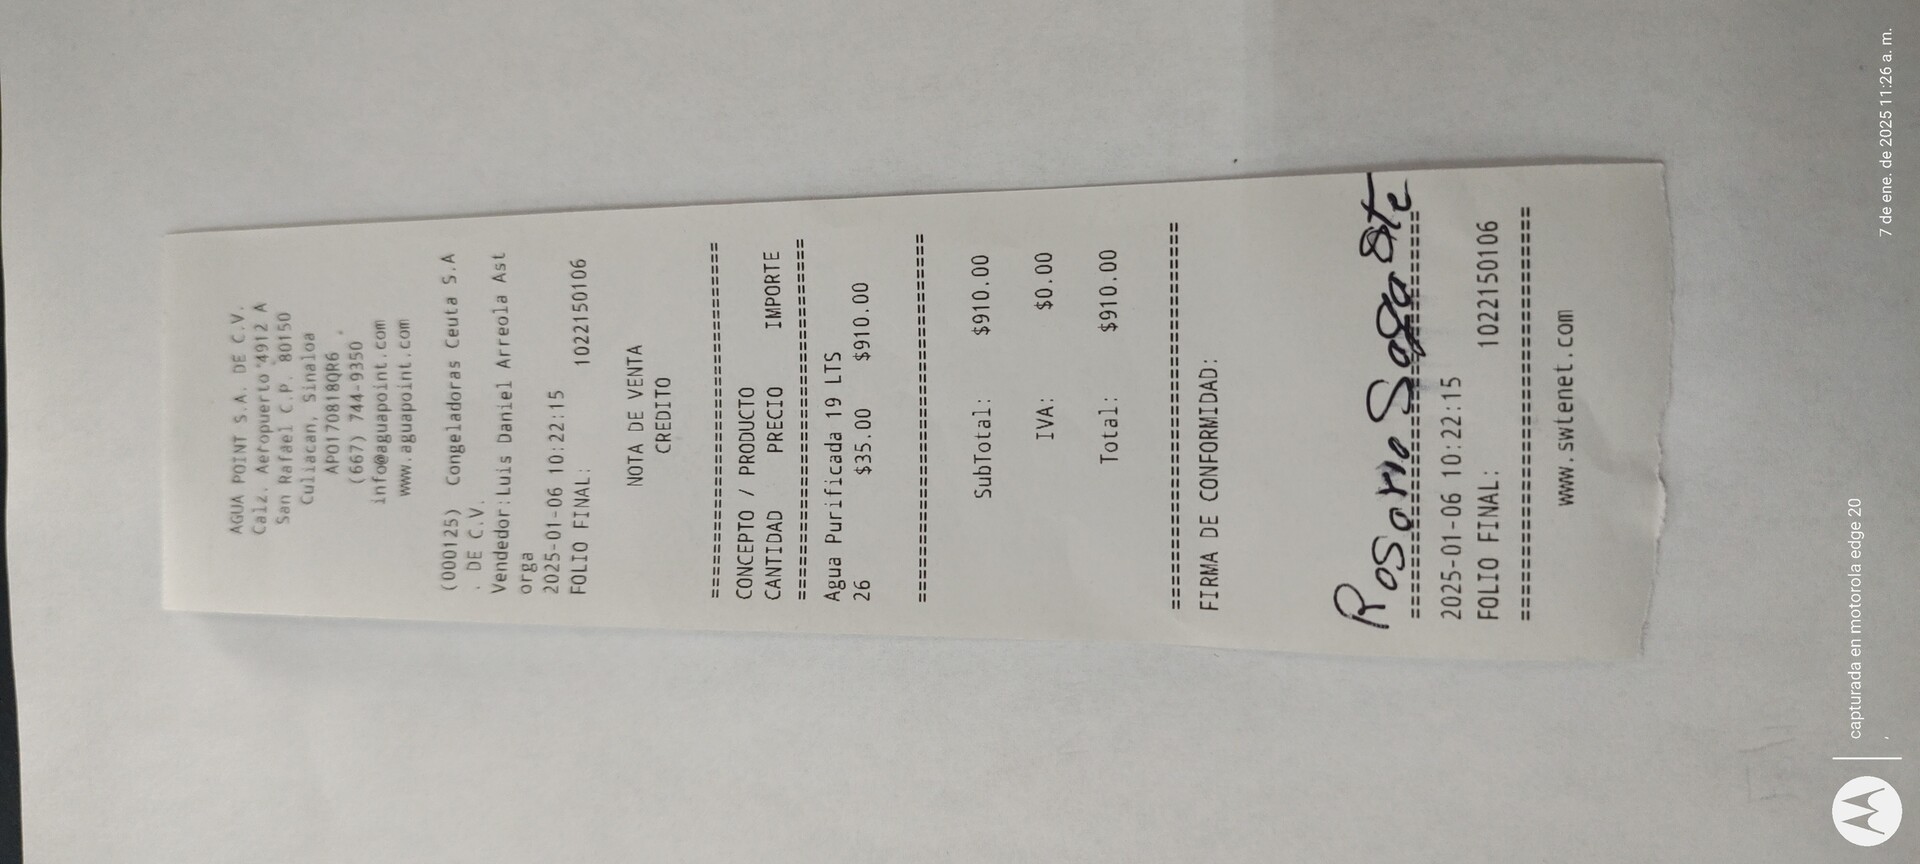 AGUA POINT S.A. DE C.V.
Calz. Aeropuerto 4912 A
San Rafael C.P. 80150
Culiacan, Sinaloa
APO170818QR6
(667) 744-9350
info@aguapoint.com
www.aguapoint.com
(000125) Congeladoras Ceuta S.A
. DE C.V.
Vendedor:Luis Daniel Arreola Ast
orga
2025-01-06 10:22:15
FOLIO FINAL: 1022150106
NOTA DE VENTA
CREDITO
================================
CONCEPTO / PRODUCTO
CANTIDAD PRECIO IMPORTE
================================
Agua Purificada 19 LTS
26 $35.00 $910.00
================================
SubTotal: $910.00
IVA: $0.00
Total: $910.00
================================
FIRMA DE CONFORMIDAD:
Rosario Sagaste
================================
2025-01-06 10:22:15
FOLIO FINAL: 1022150106
================================
www.swtenet.com
capturada en motorola edge 20
7 de ene. de 2025 11:26 a. m.